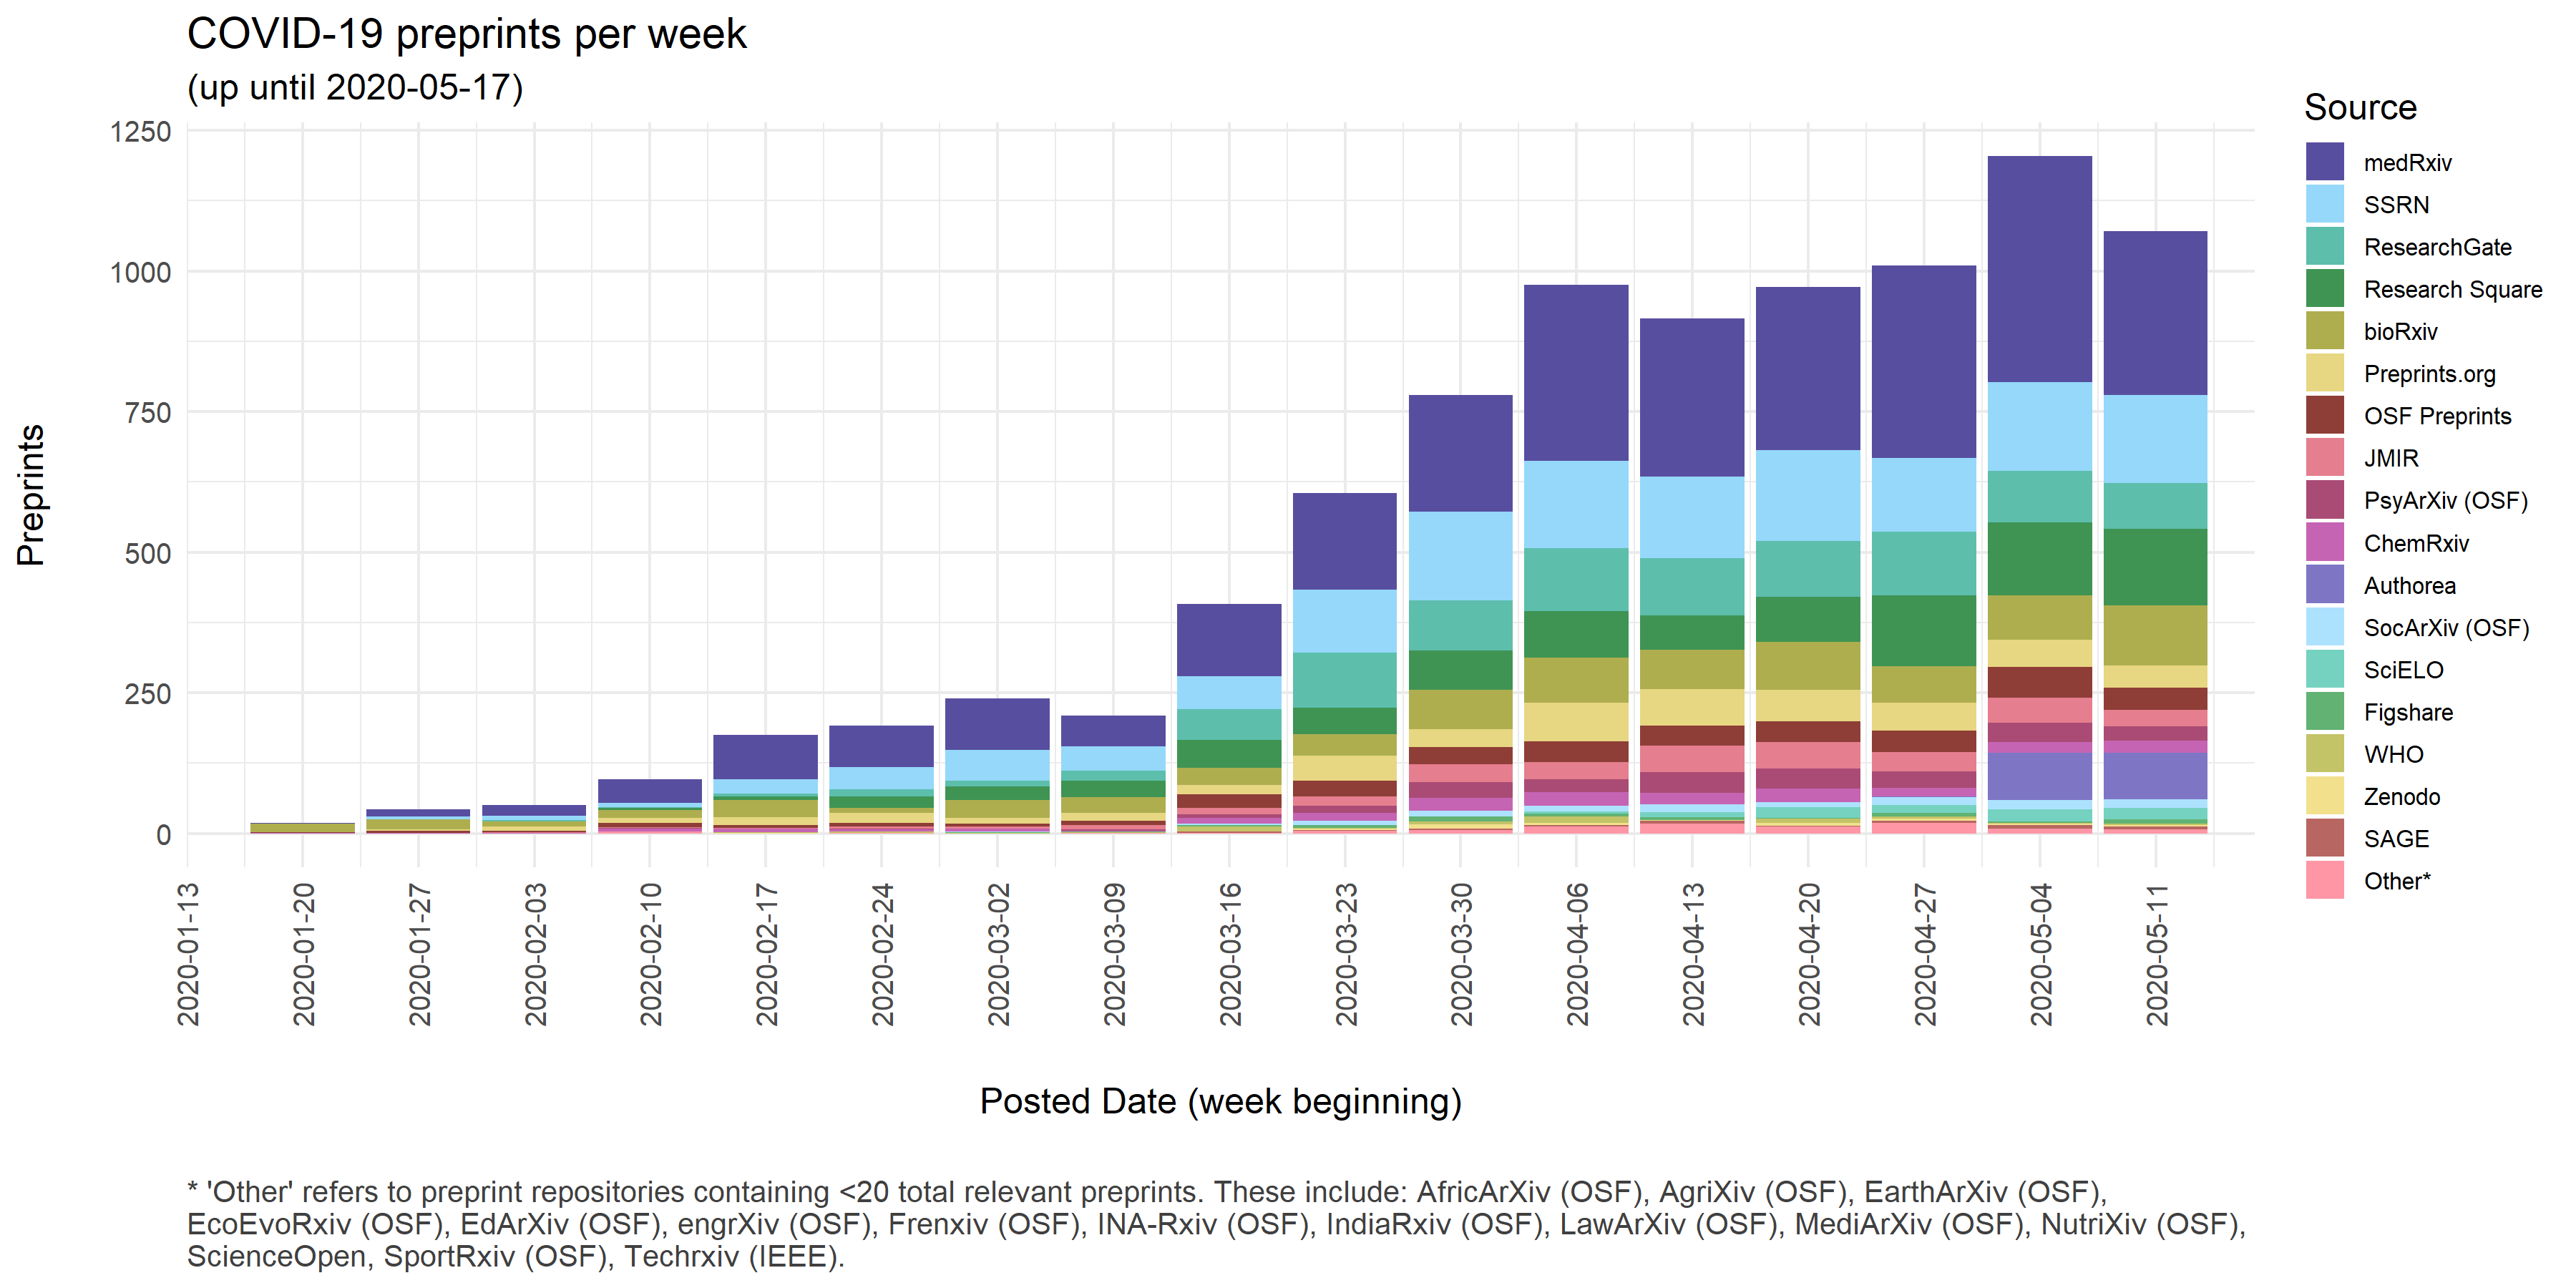 COVID-19 preprints per week
(up until 2020-05-17)
Source
medRxiv
SSRN
ResearchGate
Research Square
bioRxiv
Preprints.org
OSF Preprints
JMIR
PsyArXiv (OSF)
ChemRxiv
Authorea
SocArXiv (OSF)
SciELO
Figshare
WHO
Zenodo
SAGE
Other*
Preprints
1250
1000
750
500
250
0
2020-01-13
2020-01-20
2020-01-27
2020-02-03
2020-02-10
2020-02-17
2020-02-24
2020-03-02
2020-03-09
2020-03-16
2020-03-23
2020-03-30
2020-04-06
2020-04-13
2020-04-20
2020-04-27
2020-05-04
2020-05-11
Posted Date (week beginning)
* 'Other' refers to preprint repositories containing <20 total relevant preprints. These include: AfricArXiv (OSF), AgriXiv (OSF), EarthArXiv (OSF),
EcoEvoRxiv (OSF), EdArXiv (OSF), engrXiv (OSF), Frenxiv (OSF), INA-Rxiv (OSF), IndiaRxiv (OSF), LawArXiv (OSF), MediArXiv (OSF), NutriXiv (OSF),
ScienceOpen, SportRxiv (OSF), Techrxiv (IEEE).